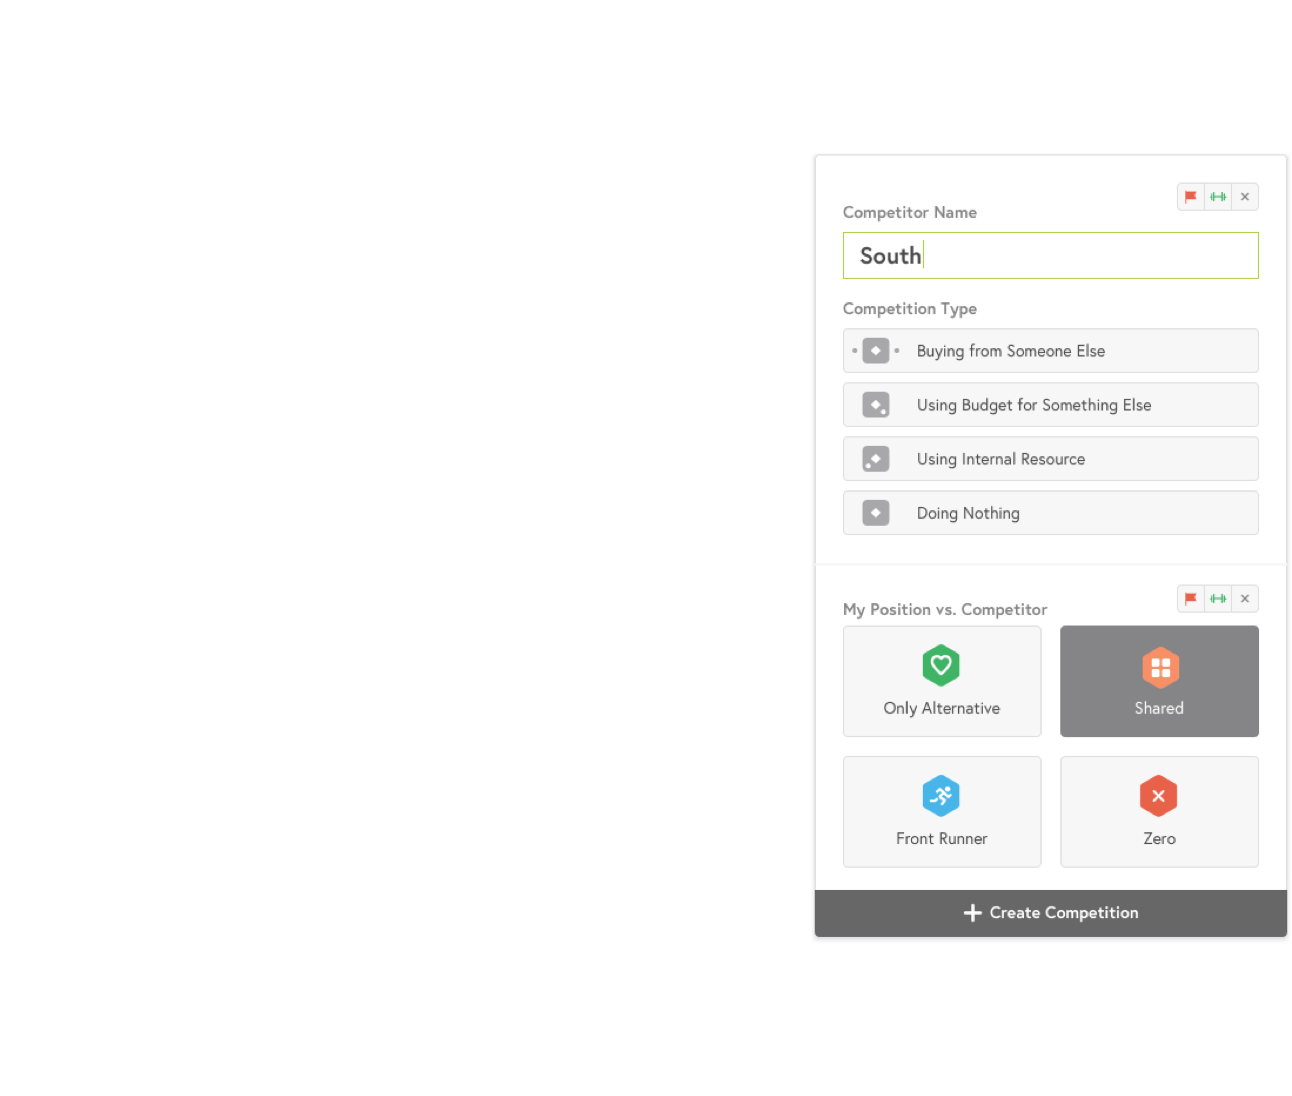 Competitor Name
South
Competition Type
Buying from Someone Else
Using Budget for Something Else
Using Internal Resource
Doing Nothing
My Position vs. Competitor
Only Alternative
Shared
Front Runner
Zero
Create Competition